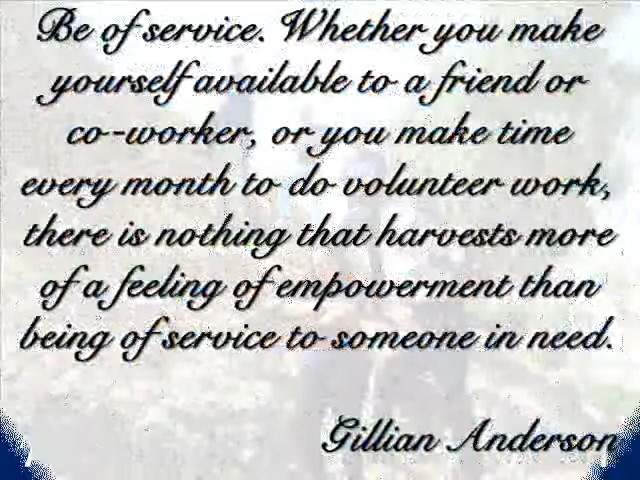 Be of service. Whether you make
yourself available to a friend or
co-worker, or you make time
every month to do volunteer work,
there is nothing that harvests more
of a feeling of empowerment than
being of service to someone in need.
Gillian Anderson